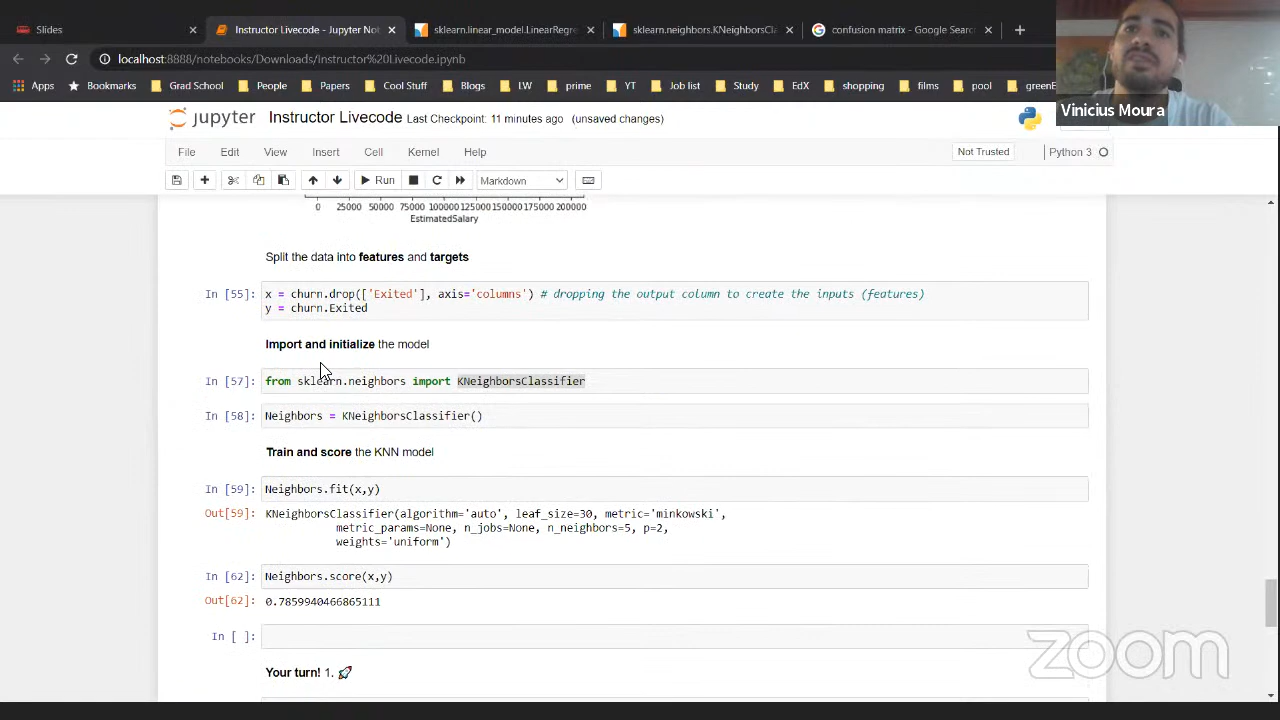 Slides
Instructor Livecode - Jupyter Not
sklearn.linear_model.LinearRegre
sklearn.neighbors.KNeighborsCla
confusion matrix - Google Search
localhost:8888/notebooks/Downloads/Instructor%20Livecode.ipynb
Apps Bookmarks Grad School People Papers Cool Stuff Blogs LW prime YT Job list Study EdX shopping films pool greenE
Vinicius Moura
jupyter Instructor Livecode Last Checkpoint: 11 minutes ago (unsaved changes)
File Edit View Insert Cell Kernel Help Not Trusted Python 3
Run Markdown
0 25000 50000 75000 100000 125000 150000 175000 200000
EstimatedSalary
Split the data into features and targets
In [55]: x = churn.drop(['Exited'], axis='columns') # dropping the output column to create the inputs (features)
y = churn.Exited
Import and initialize the model
In [57]: from sklearn.neighbors import KNeighborsClassifier
In [58]: Neighbors = KNeighborsClassifier()
Train and score the KNN model
In [59]: Neighbors.fit(x,y)
Out[59]: KNeighborsClassifier(algorithm='auto', leaf_size=30, metric='minkowski',
metric_params=None, n_jobs=None, n_neighbors=5, p=2,
weights='uniform')
In [62]: Neighbors.score(x,y)
Out[62]: 0.7859940466865111
In [ ]:
Your turn! 1. 🚀
zoom